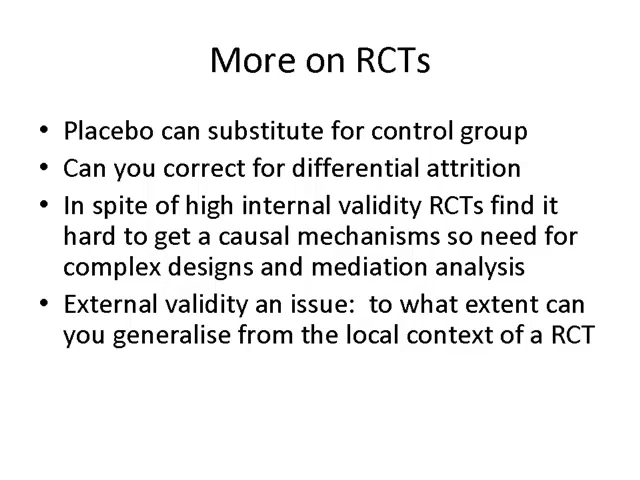 More on RCTs
• Placebo can substitute for control group
• Can you correct for differential attrition
• In spite of high internal validity RCTs find it
hard to get a causal mechanisms so need for
complex designs and mediation analysis
• External validity an issue:  to what extent can
you generalise from the local context of a RCT